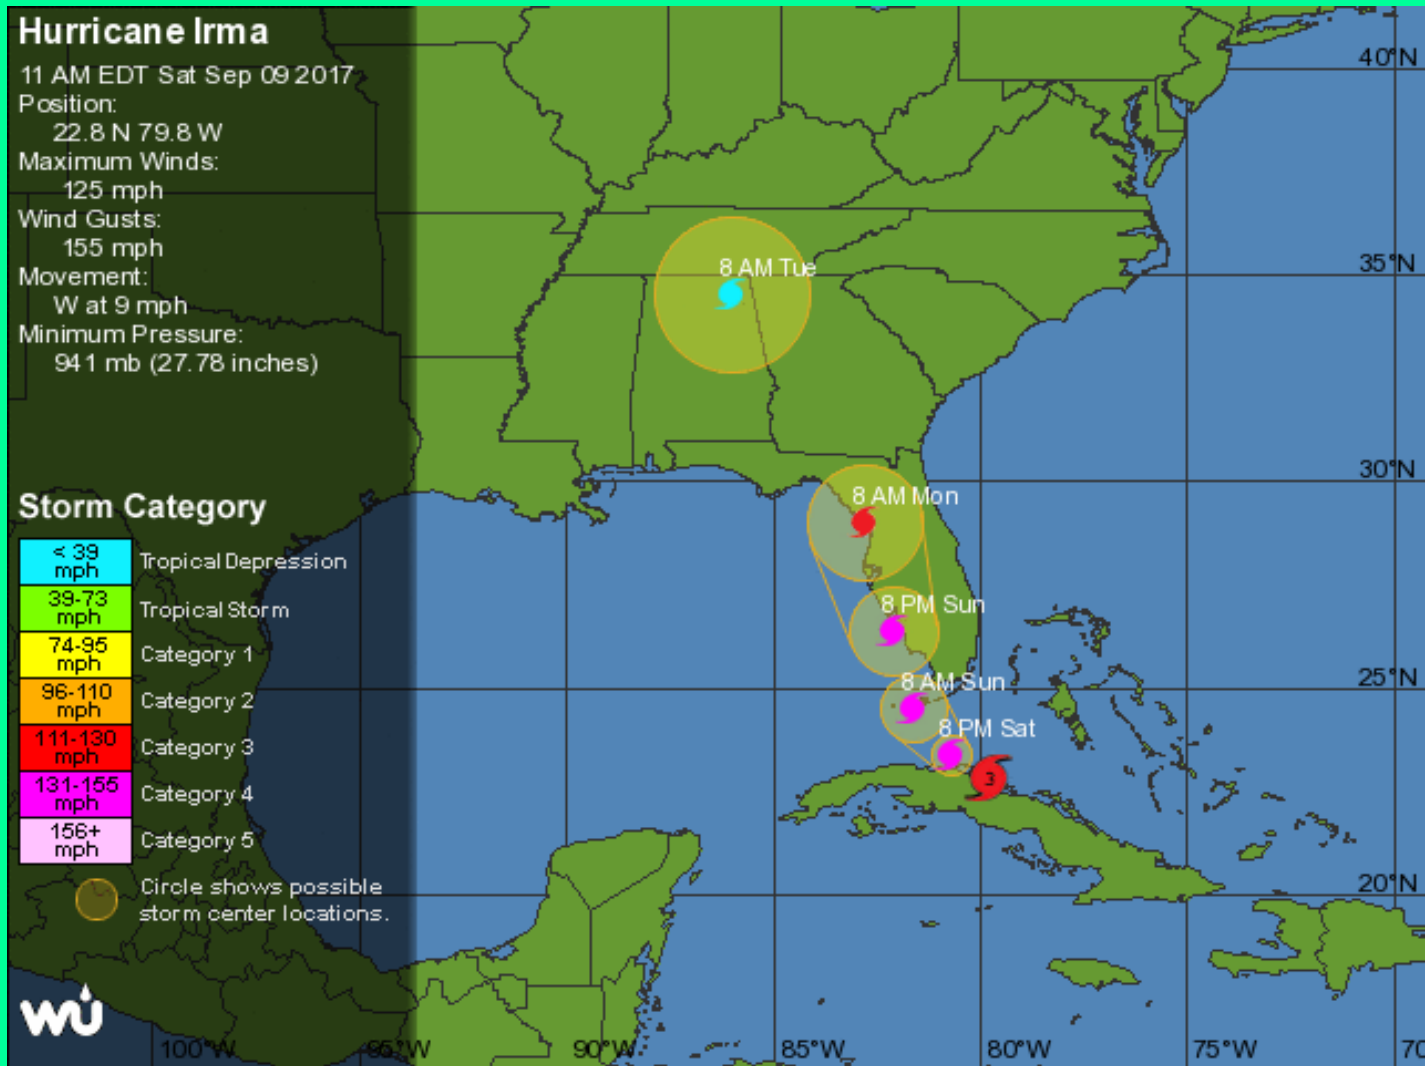 Hurricane Irma
11 AM EDT Sat Sep 09 2017
Position:
22.8 N 79.8 W
Maximum Winds:
125 mph
Wind Gusts:
155 mph
Movement:
W at 9 mph
Minimum Pressure:
941 mb (27.78 inches)
Storm Category
< 39
mph
Tropical Depression
39-73
mph
Tropical Storm
74-95
mph
Category 1
96-110
mph
Category 2
111-130
mph
Category 3
131-155
mph
Category 4
156+
mph
Category 5
Circle shows possible
storm center locations.
wu
8 AM Tue
8 AM Mon
8 PM Sun
8 AM Sun
8 PM Sat
3
40°N
35°N
30°N
25°N
20°N
100°W
95°W
90°W
85°W
80°W
75°W
70